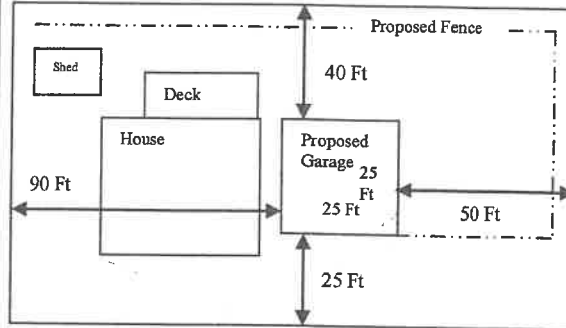 Proposed Fence
Shed
40 Ft
Deck
House
Proposed
Garage
25
Ft
25 Ft
90 Ft
50 Ft
25 Ft